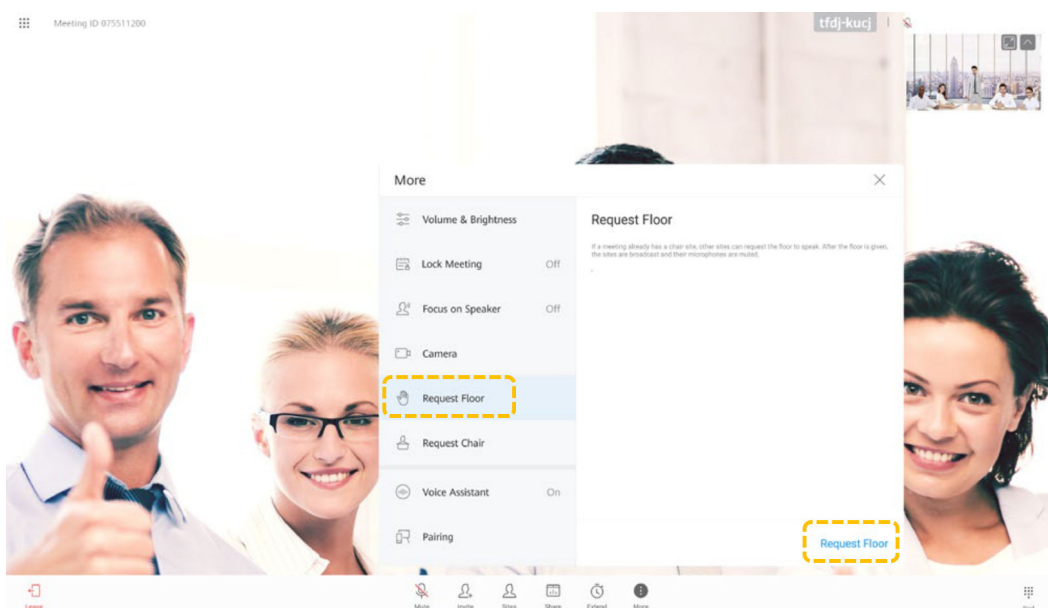 Meeting ID 075511200
tfdj-kucj
More
Volume & Brightness
Lock Meeting Off
Focus on Speaker Off
Camera
Request Floor
Request Chair
Voice Assistant On
Pairing
Request Floor
If a meeting already has a chair site, other sites can request the floor to speak. After the floor is given,
the sites are broadcast and their microphones are muted.
Request Floor
Leave
Mute Invite Sites Share Extend More